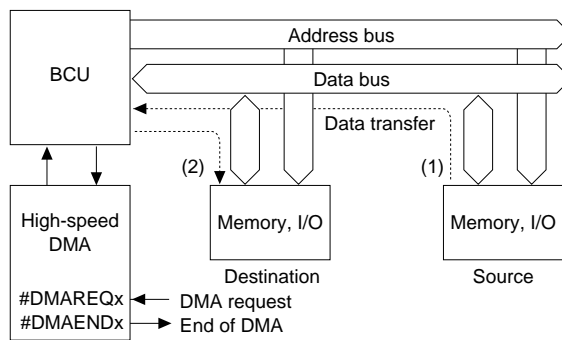 Address bus
BCU
Data bus
Data transfer
(2)
(1)
High-speed
DMA
Memory, I/O
Memory, I/O
Destination
Source
#DMAREQx
DMA request
#DMAENDx
End of DMA